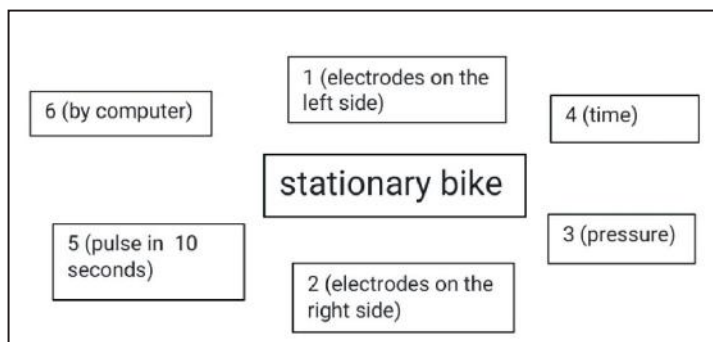 1 (electrodes on the
left side)
6 (by computer)
4 (time)
stationary bike
5 (pulse in 10
seconds)
3 (pressure)
2 (electrodes on the
right side)